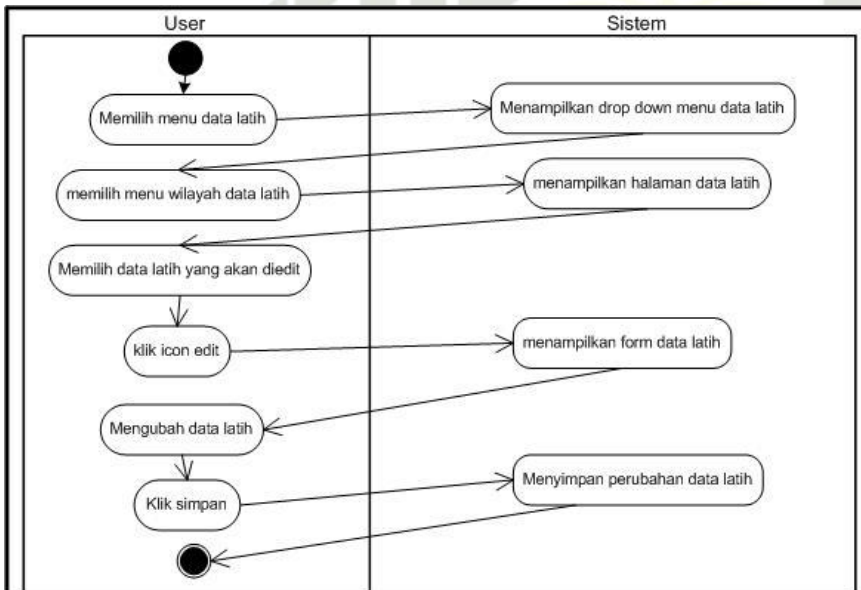 User
Sistem
Memilih menu data latih
Menampilkan drop down menu data latih
memilih menu wilayah data latih
menampilkan halaman data latih
Memilih data latih yang akan diedit
klik icon edit
menampilkan form data latih
Mengubah data latih
Klik simpan
Menyimpan perubahan data latih